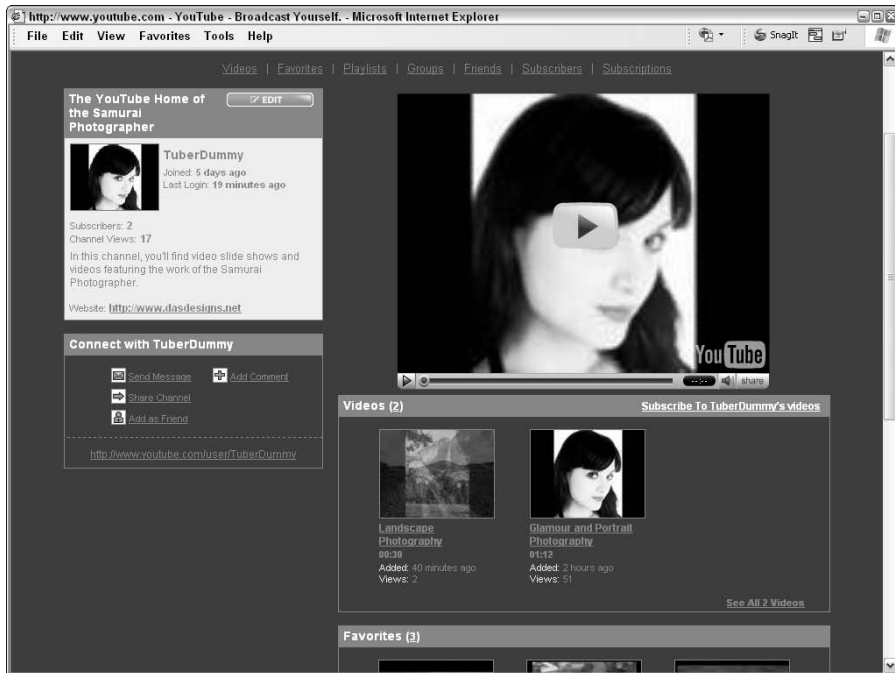 http://www.youtube.com - YouTube - Broadcast Yourself. - Microsoft Internet Explorer
File Edit View Favorites Tools Help
SnagIt
Videos | Favorites | Playlists | Groups | Friends | Subscribers | Subscriptions
The YouTube Home of
the Samurai
Photographer
EDIT
TuberDummy
Joined: 5 days ago
Last Login: 19 minutes ago
Subscribers: 2
Channel Views: 17
In this channel, you'll find video slide shows and
videos featuring the work of the Samurai
Photographer.
Website: http://www.dasdesigns.net
Connect with TuberDummy
Send Message Add Comment
Share Channel
Add as Friend
http://www.youtube.com/user/TuberDummy
YouTube
--:-- share
Videos (2) Subscribe To TuberDummy's videos
Landscape
Photography
00:30
Added: 40 minutes ago
Views: 2
Glamour and Portrait
Photography
01:12
Added: 2 hours ago
Views: 51
See All 2 Videos
Favorites (3)